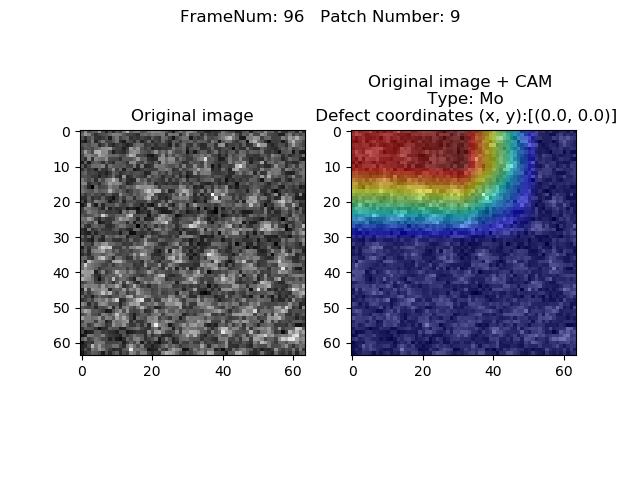 FrameNum: 96   Patch Number: 9
Original image
Original image + CAM
Type: Mo
Defect coordinates (x, y):[(0.0, 0.0)]
0
10
20
30
40
50
60
0 20 40 60
0
10
20
30
40
50
60
0 20 40 60